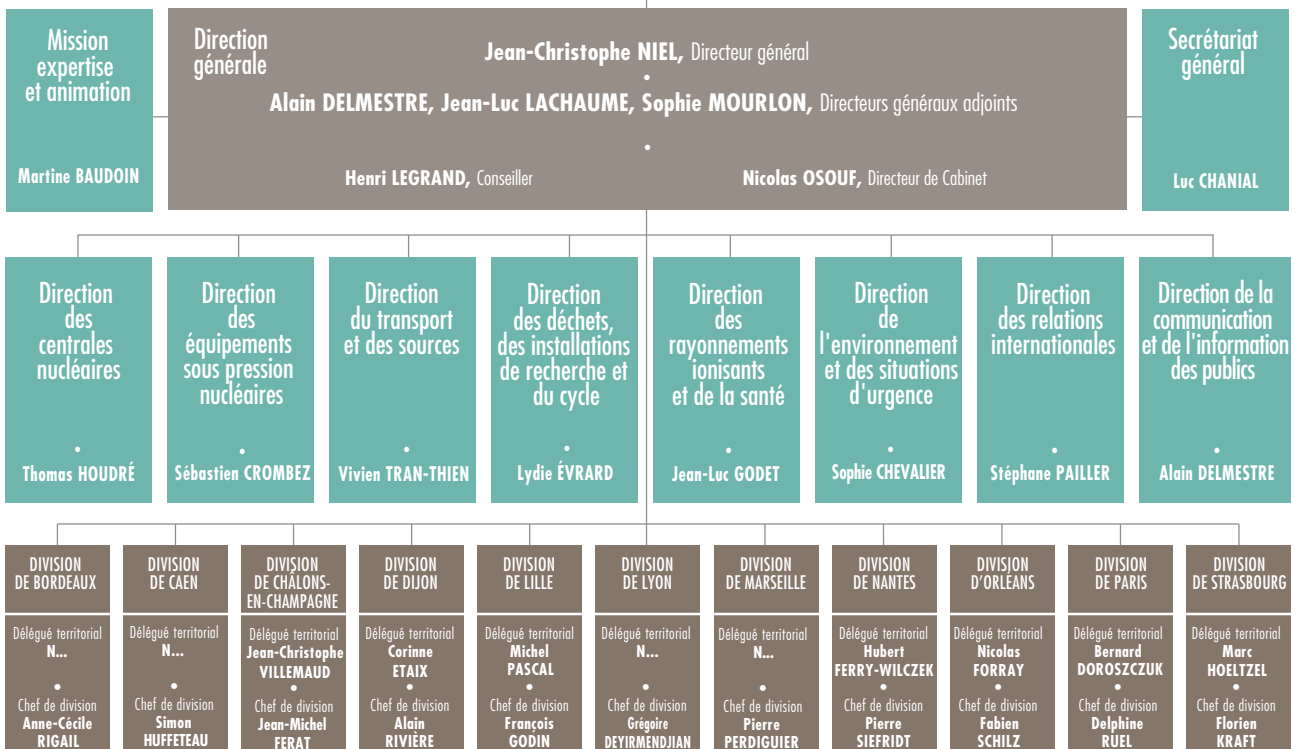 Mission
expertise
et animation
Martine BAUDOIN
Direction
générale
Jean-Christophe NIEL, Directeur général
•
Alain DELMESTRE, Jean-Luc LACHAUME, Sophie MOURLON, Directeurs généraux adjoints
•
Henri LEGRAND, Conseiller
Nicolas OSOUF, Directeur de Cabinet
Secrétariat
général
Luc CHANIAL
Direction
des
centrales
nucléaires
•
Thomas HOUDRÉ
Direction
des
équipements
sous pression
nucléaires
•
Sébastien CROMBEZ
Direction
du transport
et des sources
•
Vivien TRAN-THIEN
Direction
des déchets,
des installations
de recherche et
du cycle
•
Lydie ÉVRARD
Direction
des
rayonnements
ionisants
et de la santé
•
Jean-Luc GODET
Direction
de
l'environnement
et des situations
d'urgence
•
Sophie CHEVALIER
Direction
des relations
internationales
•
Stéphane PAILLER
Direction de la
communication
et de l'information
des publics
•
Alain DELMESTRE
DIVISION
DE BORDEAUX
Délégué territorial
N...
•
Chef de division
Anne-Cécile
RIGAIL
DIVISION
DE CAEN
Délégué territorial
N...
•
Chef de division
Simon
HUFFETEAU
DIVISION
DE CHÂLONS-
EN-CHAMPAGNE
Délégué territorial
Jean-Christophe
VILLEMAUD
•
Chef de division
Jean-Michel
FERAT
DIVISION
DE DIJON
Délégué territorial
Corinne
ETAIX
•
Chef de division
Alain
RIVIÈRE
DIVISION
DE LILLE
Délégué territorial
Michel
PASCAL
•
Chef de division
François
GODIN
DIVISION
DE LYON
Délégué territorial
N...
•
Chef de division
Grégoire
DEYIRMENDJIAN
DIVISION
DE MARSEILLE
Délégué territorial
N...
•
Chef de division
Pierre
PERDIGUIER
DIVISION
DE NANTES
Délégué territorial
Hubert
FERRY-WILCZEK
•
Chef de division
Pierre
SIEFRIDT
DIVISION
D'ORLÉANS
Délégué territorial
Nicolas
FORRAY
•
Chef de division
Fabien
SCHILZ
DIVISION
DE PARIS
Délégué territorial
Bernard
DOROSZCZUK
•
Chef de division
Delphine
RUEL
DIVISION
DE STRASBOURG
Délégué territorial
Marc
HOELTZEL
•
Chef de division
Florien
KRAFT